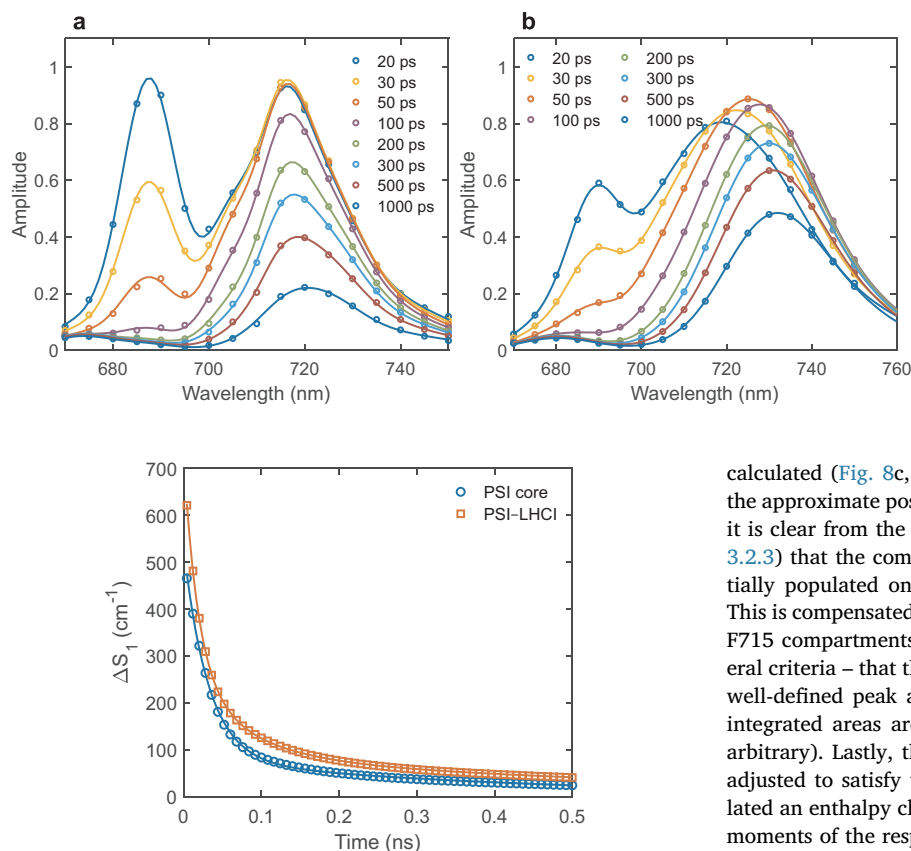 a
b
20 ps
30 ps
50 ps
100 ps
200 ps
300 ps
500 ps
1000 ps
1
0.8
0.6
0.4
0.2
0
Amplitude
680
700
720
740
Wavelength (nm)
20 ps
30 ps
50 ps
100 ps
200 ps
300 ps
500 ps
1000 ps
1
0.8
0.6
0.4
0.2
0
Amplitude
680
700
720
740
760
Wavelength (nm)
700
600
500
400
300
200
100
0
ΔS₁ (cm⁻¹)
PSI core
PSI–LHCI
0
0.1
0.2
0.3
0.4
0.5
Time (ns)
calculated (Fig. 8c,
the approximate pos
it is clear from the
3.2.3) that the com
tially populated on
This is compensated
F715 compartments
eral criteria – that th
well-defined peak a
integrated areas are
arbitrary). Lastly, th
adjusted to satisfy
lated an enthalpy cl
moments of the resp